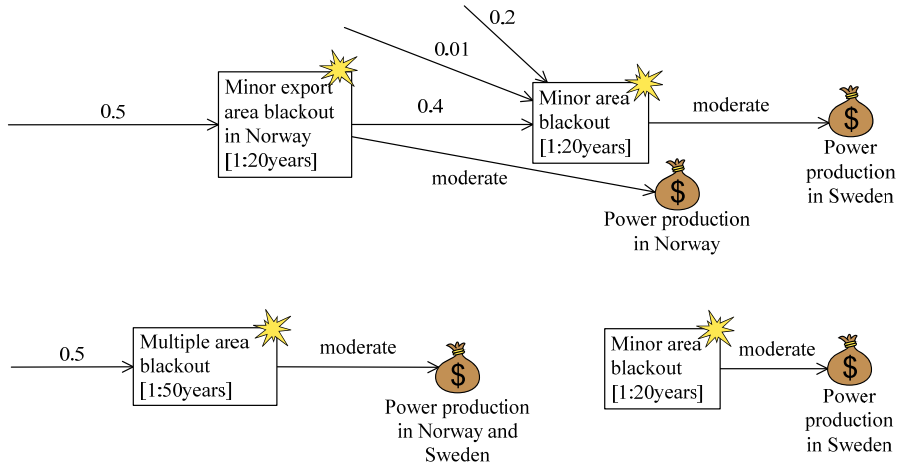 0.2
0.01
0.5
Minor export
area blackout
in Norway
[1:20years]
0.4
Minor area
blackout
[1:20years]
moderate
$
Power
production
in Sweden
moderate
$
Power production
in Norway
0.5
Multiple area
blackout
[1:50years]
moderate
$
Power production
in Norway and
Sweden
Minor area
blackout
[1:20years]
moderate
$
Power
production
in Sweden